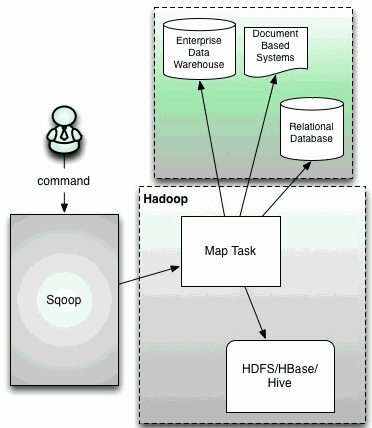 Enterprise
Data
Warehouse
Document
Based
Systems
Relational
Database
command
Hadoop
Map Task
Sqoop
HDFS/HBase/
Hive